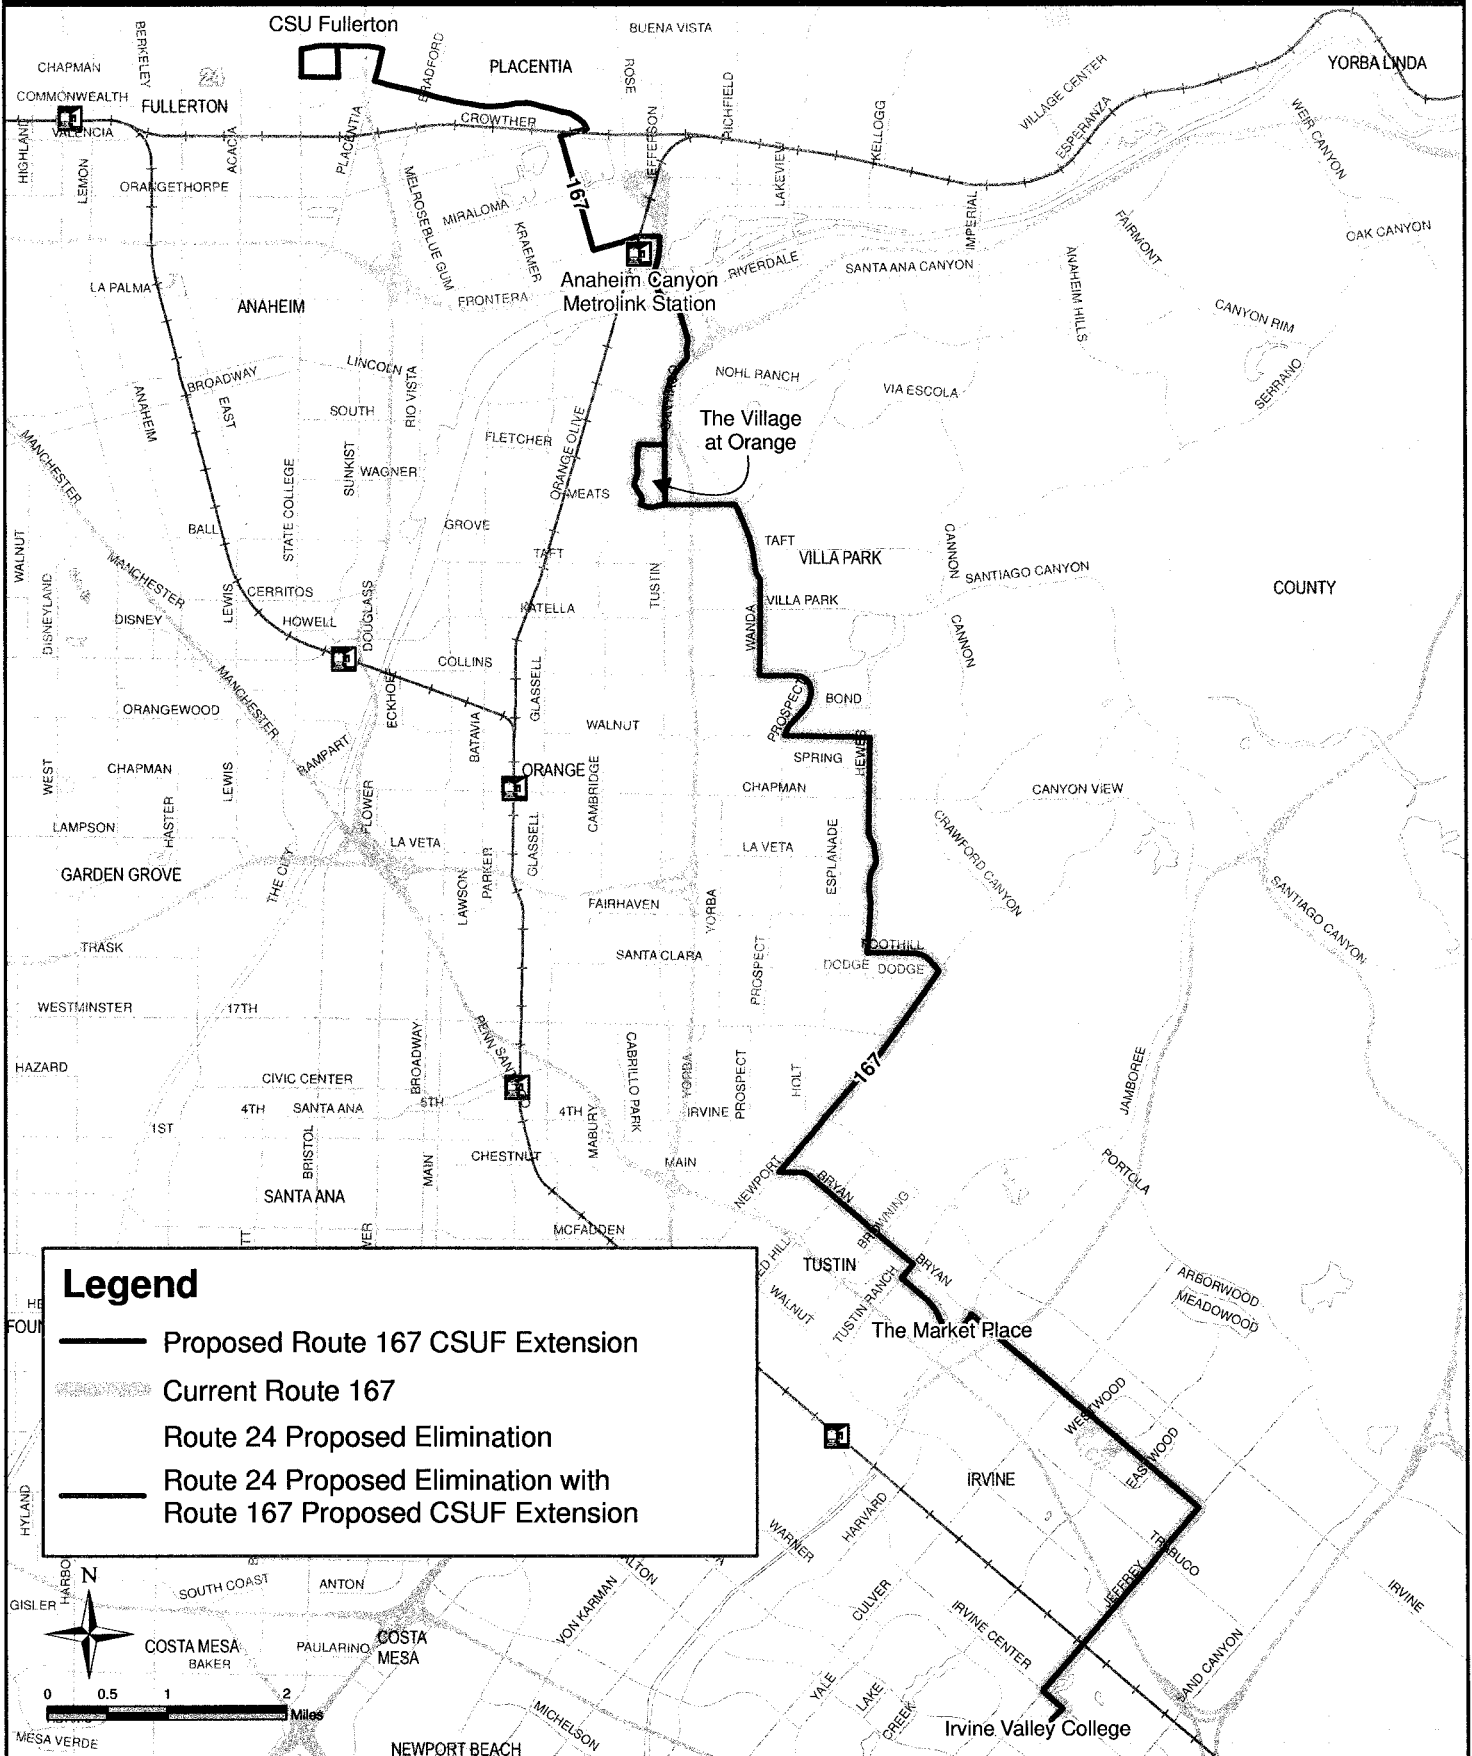 CSU Fullerton
BERKELEY
BUENA VISTA
CHAPMAN
24
BRADFORD
PLACENTIA
ROSE
YORBA LINDA
COMMONWEALTH
FULLERTON
RICHFIELD
VILLAGE CENTER
WEIR CANYON
VALENCIA
CROWTHER
JEFFERSON
KELLOGG
ESPERANZA
HIGHLAND
LEMON
ACACIA
PLACENTIA
LAKEVIEW
ORANGETHORPE
MELROSE
BLUE GUM
MIRALOMA
167
KRAEMER
IMPERIAL
FAIRMONT
OAK CANYON
LA PALMA
ANAHEIM
FRONTERA
Anaheim Canyon
Metrolink Station
RIVERDALE
SANTA ANA CANYON
ANAHEIM HILLS
CANYON RIM
BROADWAY
LINCOLN
RIO VISTA
NOHL RANCH
VIA ESCOLA
SERRANO
ANAHEIM
EAST
SOUTH
FLETCHER
ORANGE OLIVE
The Village
at Orange
MANCHESTER
STATE COLLEGE
SUNKIST
WAGNER
MEATS
BALL
GROVE
TAFT
TAFT
VILLA PARK
CANNON
SANTIAGO CANYON
WALNUT
MANCHESTER
DISNEYLAND
DISNEY
LEWIS
CERRITOS
DOUGLASS
KATELLA
TUSTIN
VILLA PARK
WANDA
COUNTY
HOWELL
COLLINS
GLASSELL
CANNON
MANCHESTER
ECKHOFF
ORANGEWOOD
BATAVIA
WALNUT
PROSPECT
BOND
RAMPART
SPRING
HEWES
WEST
CHAPMAN
LEWIS
ORANGE
CAMBRIDGE
CHAPMAN
CANYON VIEW
LAMPSON
HASTER
FLOWER
LA VETA
GLASSELL
LA VETA
ESPLANADE
CRAWFORD CANYON
GARDEN GROVE
THE CITY
LAWSON
PARKER
FAIRHAVEN
YORBA
SANTIAGO CANYON
TRASK
SANTA CLARA
PROSPECT
FOOTHILL
DODGE
DODGE
WESTMINSTER
17TH
BROADWAY
CABRILLO PARK
YORBA
PROSPECT
HOLT
167
JAMBOREE
HAZARD
CIVIC CENTER
4TH
SANTA ANA
5TH
4TH
MABURY
IRVINE
1ST
BRISTOL
MAIN
CHESTNUT
MAIN
NEWPORT
BRYAN
PORTOLA
SANTA ANA
MCFADDEN
BROWNING
TUSTIN
BRYAN
WALNUT
TUSTIN RANCH
ARBORWOOD
MEADOWOOD
The Market Place
Legend
Proposed Route 167 CSUF Extension
Current Route 167
Route 24 Proposed Elimination
Route 24 Proposed Elimination with
Route 167 Proposed CSUF Extension
WESTWOOD
EASTWOOD
IRVINE
HYLAND
HARVARD
WARNER
TRABUCO
JEFFREY
IRVINE
N
SOUTH COAST
ANTON
VON KARMAN
CULVER
IRVINE CENTER
GISLER
COSTA MESA
BAKER
PAULARINO
COSTA
MESA
YALE
LAKE
CREEK
SAND CANYON
0 0.5 1 2
Miles
MICHELSON
Irvine Valley College
MESA VERDE
NEWPORT BEACH